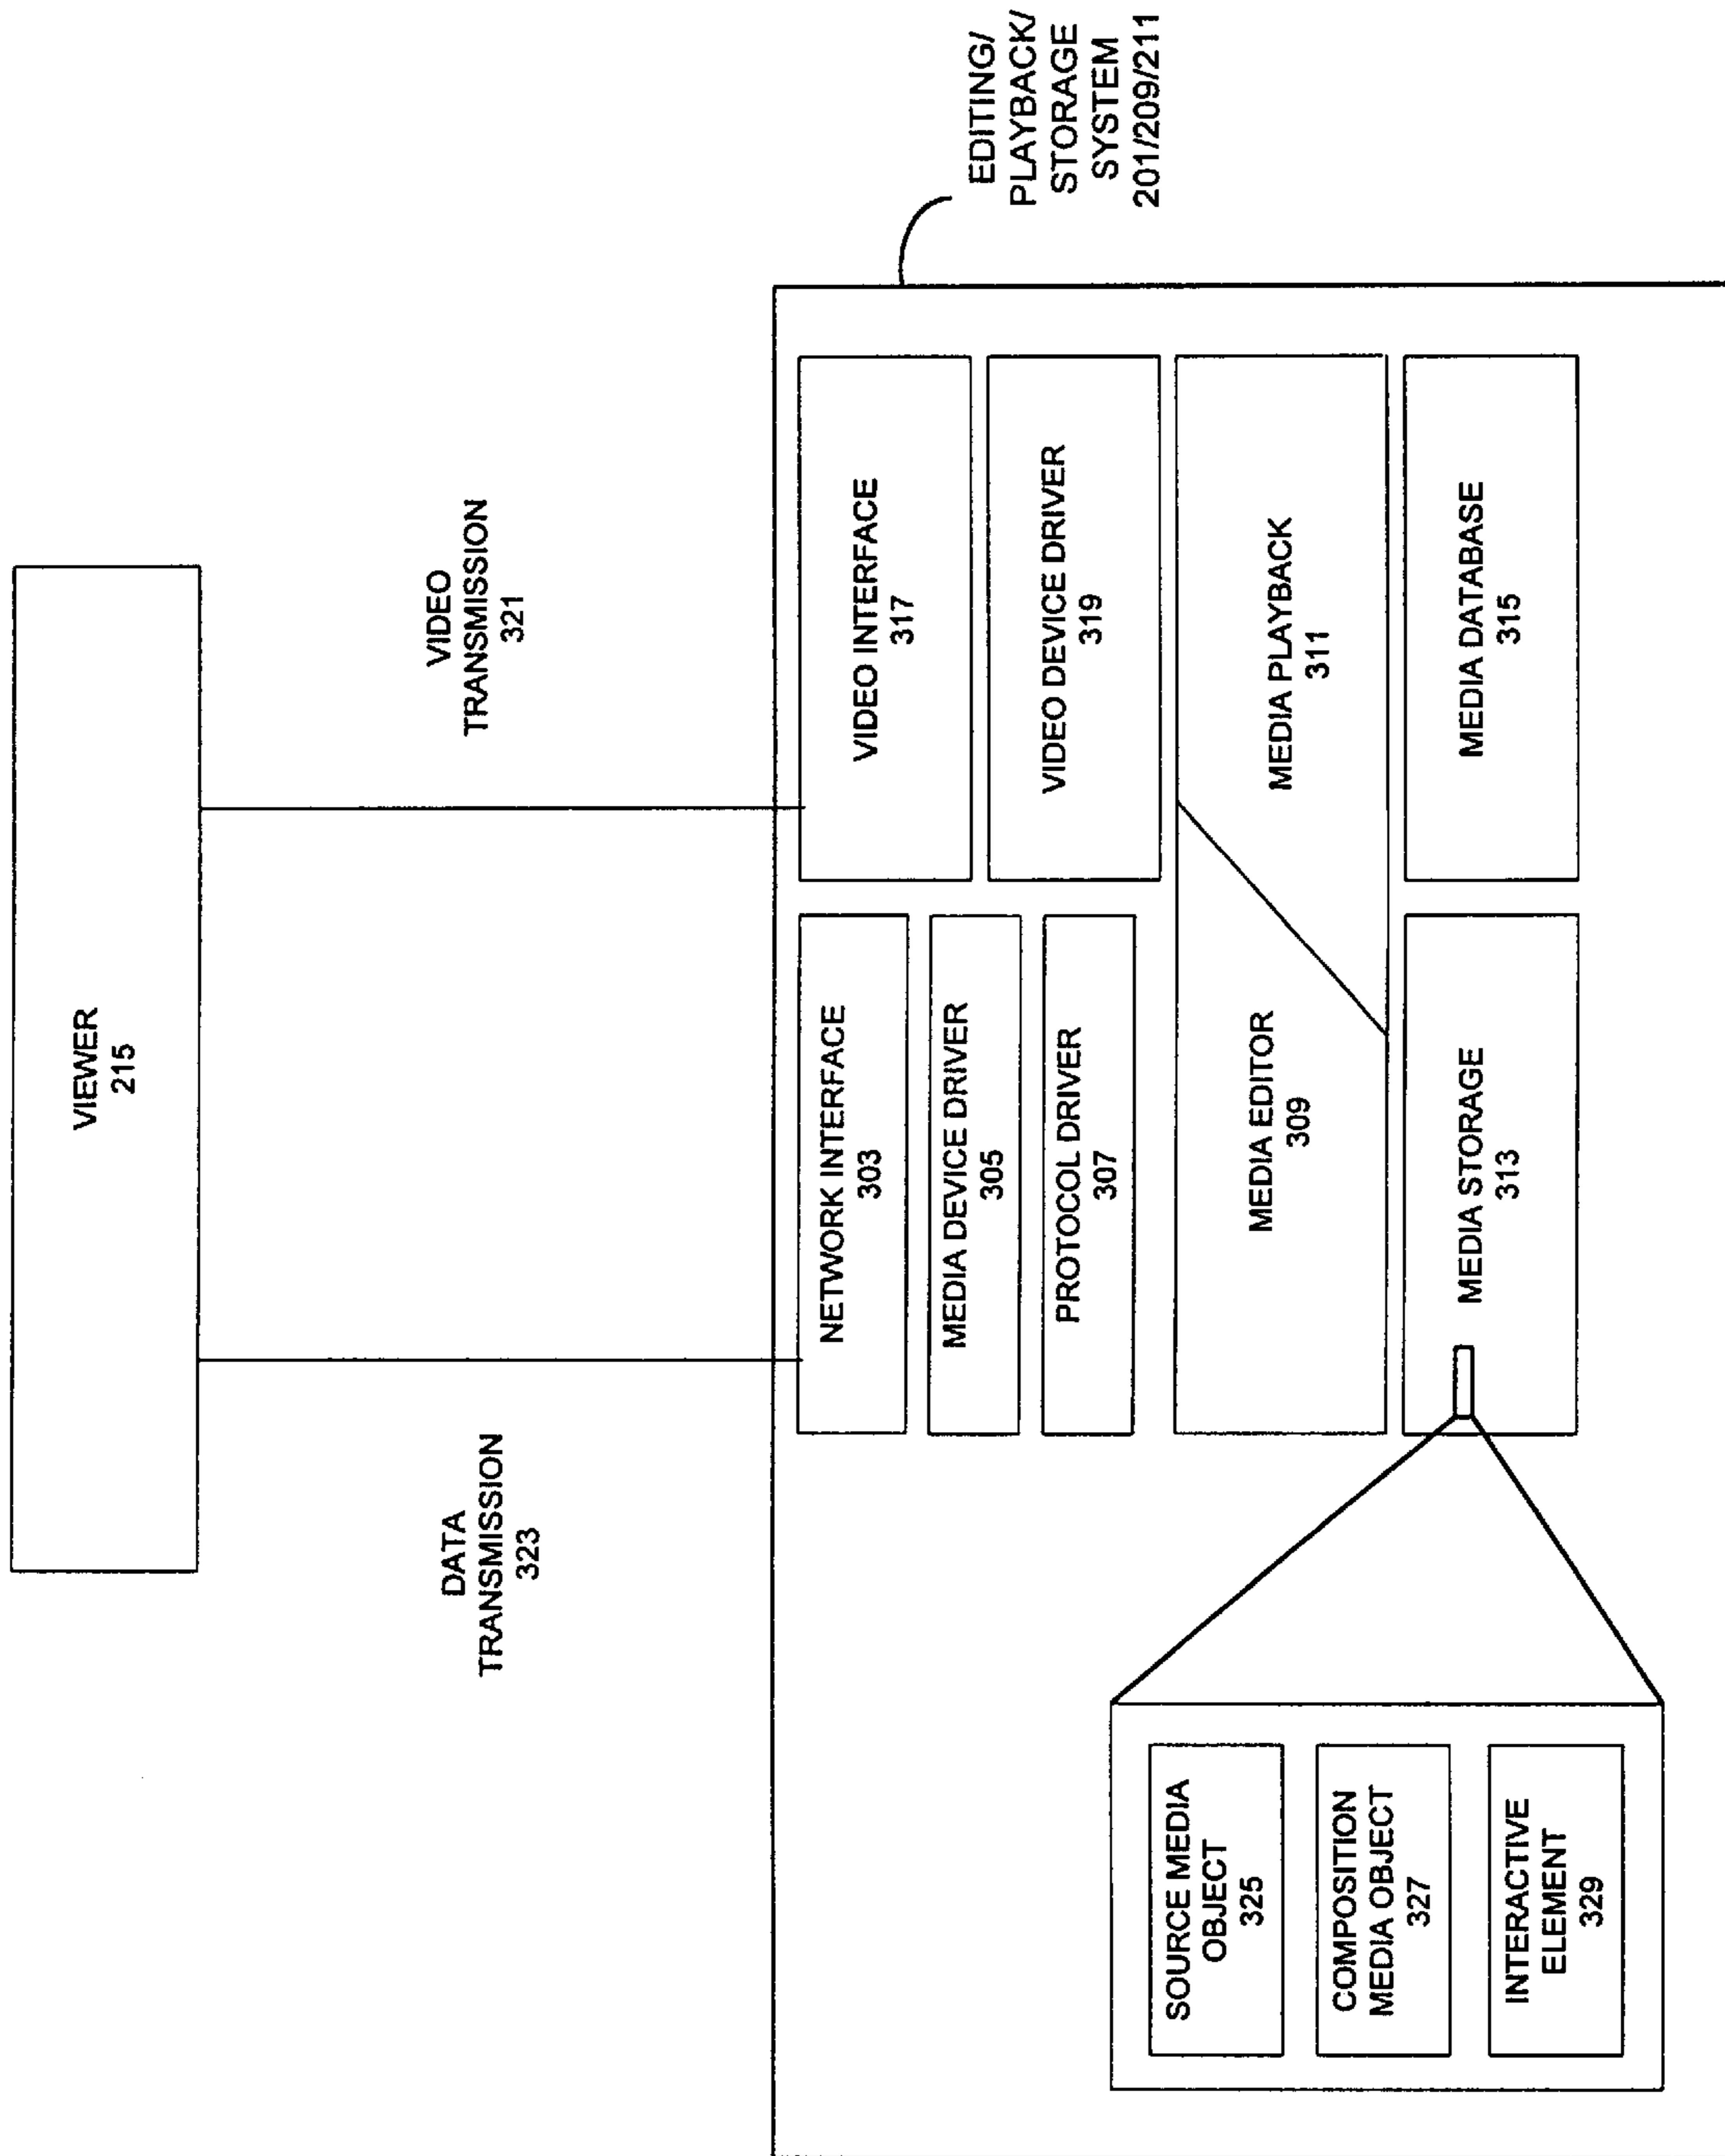 VIEWER
215
DATA
TRANSMISSION
323
VIDEO
TRANSMISSION
321
EDITING/
PLAYBACK/
STORAGE
SYSTEM
201/209/211
NETWORK INTERFACE
303
MEDIA DEVICE DRIVER
305
PROTOCOL DRIVER
307
VIDEO INTERFACE
317
VIDEO DEVICE DRIVER
319
MEDIA EDITOR
309
MEDIA PLAYBACK
311
MEDIA STORAGE
313
MEDIA DATABASE
315
SOURCE MEDIA
OBJECT
325
COMPOSITION
MEDIA OBJECT
327
INTERACTIVE
ELEMENT
329